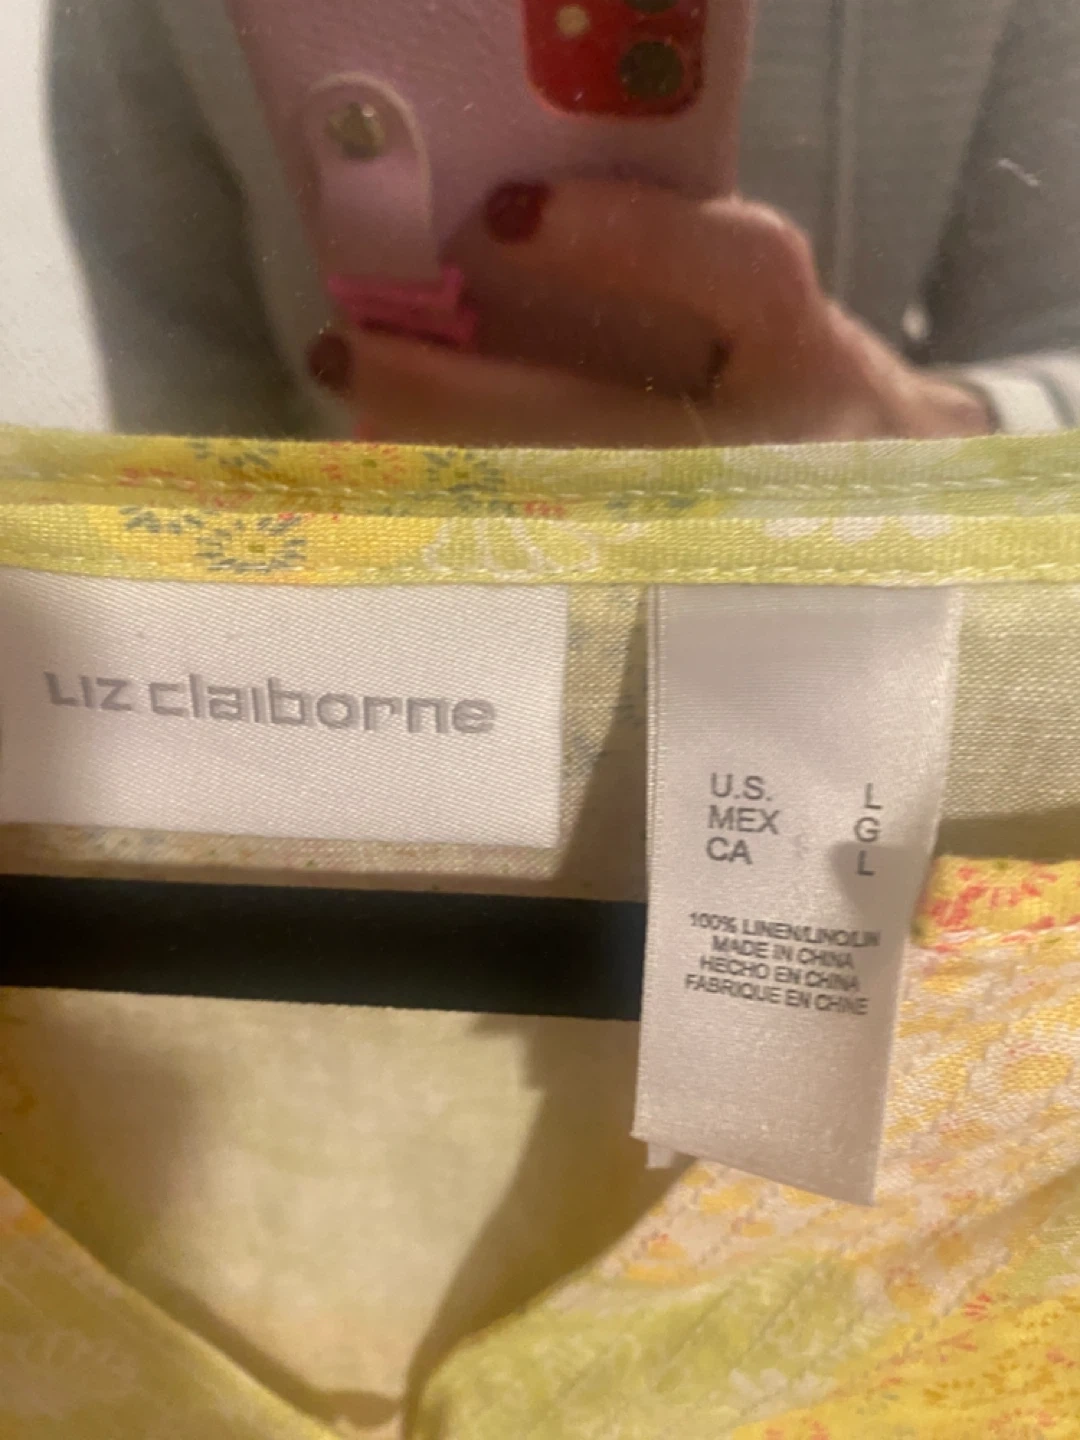 LIZ claiborne
U.S. L
MEX G
CA L
100% LINEN/LINO/LIN
MADE IN CHINA
HECHO EN CHINA
FABRIQUE EN CHINE